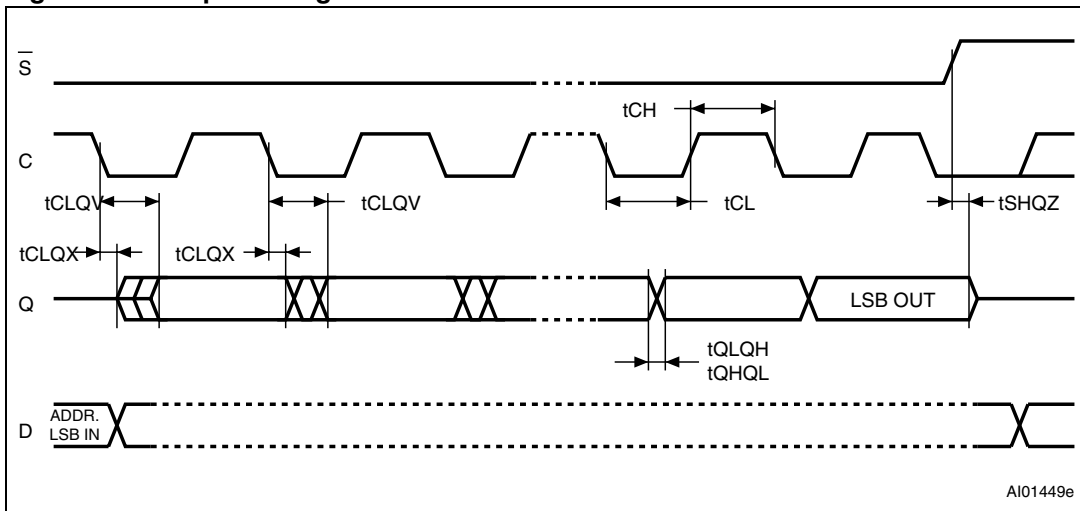 S
tCH
C
tCLQV
tCLQV
tCL
tSHQZ
tCLQX
tCLQX
Q
LSB OUT
tQLQH
tQHQL
ADDR.
D
LSB IN
AI01449e